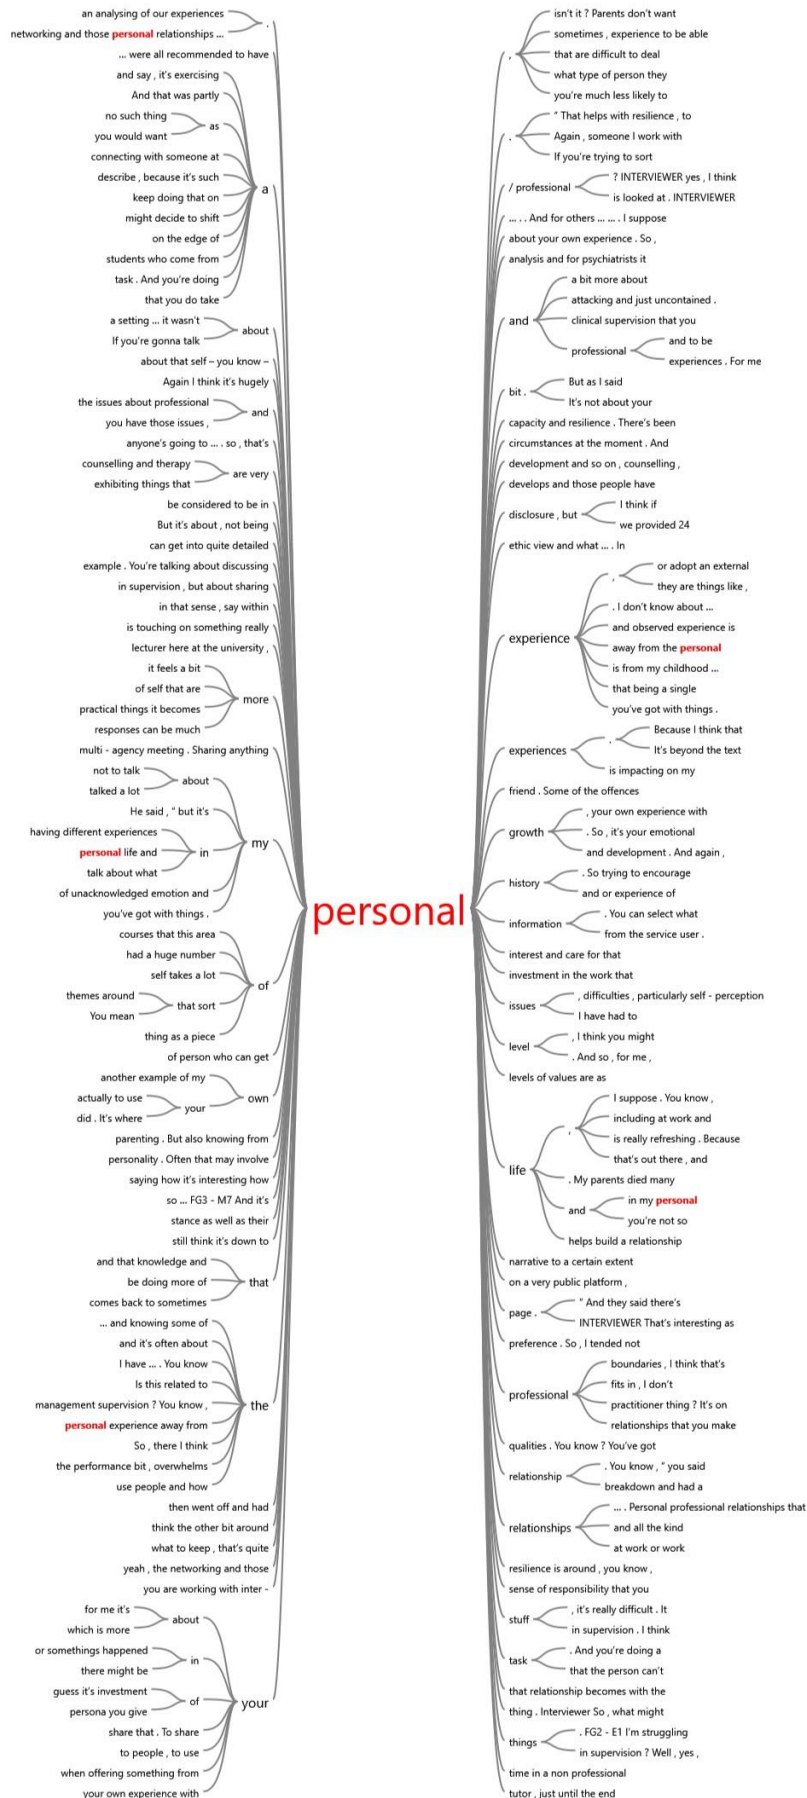 an analysing of our experiences
networking and those personal relationships ...
.
... were all recommended to have
and say , it's exercising
And that was partly
no such thing
you would want
as
connecting with someone at
describe , because it's such
keep doing that on
might decide to shift
on the edge of
students who come from
task . And you're doing
that you do take
a
a setting ... it wasn't
If you're gonna talk
about
about that self – you know –
Again I think it's hugely
the issues about professional
you have those issues ,
and
anyone's going to ... . so , that's
counselling and therapy
exhibiting things that
are very
be considered to be in
But it's about , not being
can get into quite detailed
example . You're talking about discussing
in supervision , but about sharing
in that sense , say within
is touching on something really
lecturer here at the university ,
it feels a bit
of self that are
practical things it becomes
responses can be much
more
multi - agency meeting . Sharing anything
not to talk
talked a lot
about
He said , " but it's
having different experiences
personal life and
talk about what
in
of unacknowledged emotion and
you've got with things .
my
courses that this area
had a huge number
self takes a lot
themes around
You mean
that sort
thing as a piece
of
of person who can get
another example of my
actually to use
did . It's where
your
own
parenting . But also knowing from
personality . Often that may involve
saying how it's interesting how
so ... FG3 - M7 And it's
stance as well as their
still think it's down to
and that knowledge and
be doing more of
comes back to sometimes
that
... and knowing some of
and it's often about
I have ... . You know
Is this related to
management supervision ? You know ,
personal experience away from
So , there I think
the performance bit , overwhelms
use people and how
the
then went off and had
think the other bit around
what to keep , that's quite
yeah , the networking and those
you are working with inter -
for me it's
which is more
about
or somethings happened
there might be
in
guess it's investment
persona you give
of
share that . To share
to people , to use
when offering something from
your own experience with
your
personal
,
isn't it ? Parents don't want
sometimes , experience to be able
that are difficult to deal
what type of person they
you're much less likely to
.
" That helps with resilience , to
Again , someone I work with
If you're trying to sort
/ professional
? INTERVIEWER yes , I think
is looked at . INTERVIEWER
... . . And for others ... ... . I suppose
about your own experience . So ,
analysis and for psychiatrists it
and
a bit more about
attacking and just uncontained .
clinical supervision that you
professional
and to be
experiences . For me
bit .
But as I said
It's not about your
capacity and resilience . There's been
circumstances at the moment . And
development and so on , counselling ,
develops and those people have
disclosure , but
I think if
we provided 24
ethic view and what ... . In
experience
,
or adopt an external
they are things like ,
. I don't know about ...
and observed experience is
away from the personal
is from my childhood ...
that being a single
you've got with things .
experiences
.
Because I think that
It's beyond the text
is impacting on my
friend . Some of the offences
growth
, your own experience with
. So , it's your emotional
and development . And again ,
history
. So trying to encourage
and or experience of
information
. You can select what
from the service user .
interest and care for that
investment in the work that
issues
, difficulties , particularly self - perception
I have had to
level
, I think you might
. And so , for me ,
levels of values are as
life
,
I suppose . You know ,
including at work and
is really refreshing . Because
that's out there , and
. My parents died many
and
in my personal
you're not so
helps build a relationship
narrative to a certain extent
on a very public platform ,
page .
" And they said there's
INTERVIEWER That's interesting as
preference . So , I tended not
professional
boundaries , I think that's
fits in , I don't
practitioner thing ? It's on
relationships that you make
qualities . You know ? You've got
relationship
. You know , " you said
breakdown and had a
relationships
... . Personal professional relationships that
and all the kind
at work or work
resilience is around , you know ,
sense of responsibility that you
stuff
, it's really difficult . It
in supervision . I think
task
. And you're doing a
that the person can't
that relationship becomes with the
thing . Interviewer So , what might
things
. FG2 - E1 I'm struggling
in supervision ? Well , yes ,
time in a non professional
tutor , just until the end